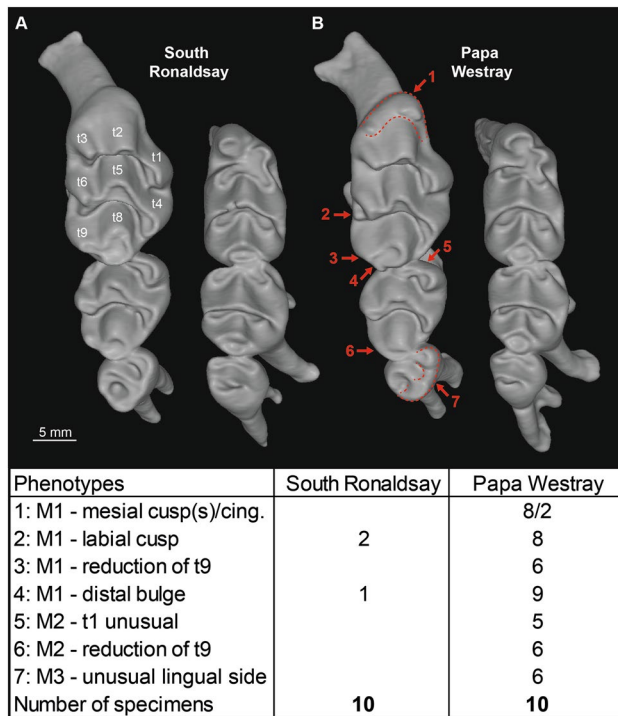 A
South
Ronaldsay
B
Papa
Westray
1
t3
t2
t1
t6
t5
t4
t9
t8
2
3
4
5
6
7
5 mm
Phenotypes South Ronaldsay Papa Westray
1: M1 - mesial cusp(s)/cing. 8/2
2: M1 - labial cusp 2 8
3: M1 - reduction of t9 6
4: M1 - distal bulge 1 9
5: M2 - t1 unusual 5
6: M2 - reduction of t9 6
7: M3 - unusual lingual side 6
Number of specimens 10 10